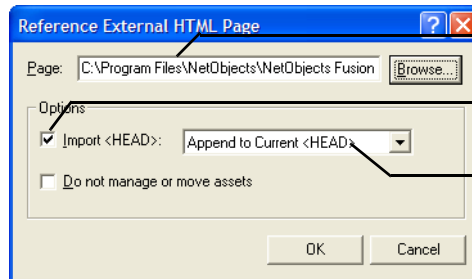 Reference External HTML Page
Page: C:\Program Files\NetObjects\NetObjects Fusion Browse...
Options
Import <HEAD>: Append to Current <HEAD>
Do not manage or move assets
OK Cancel